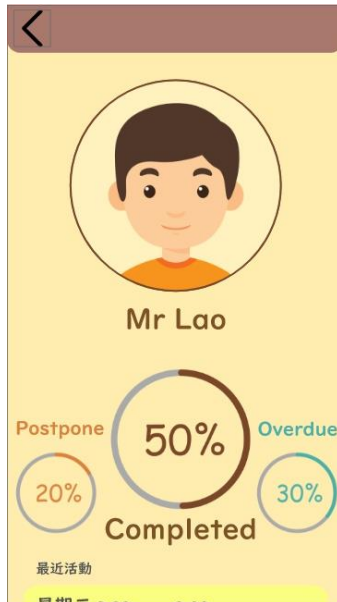 Mr Lao
Postpone
50%
Overdue
20%
30%
Completed
最近活動